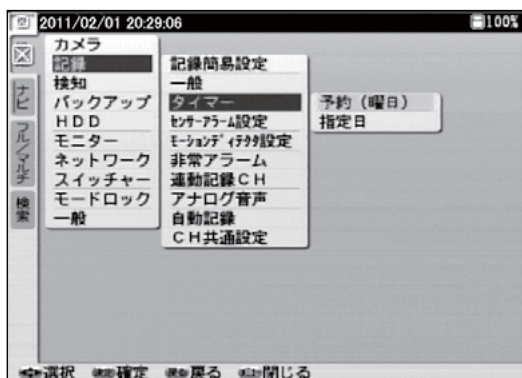 2011/02/01 20:29:06
100%
ナビ
フル/マルチ
検索
カメラ
記録
検知
バックアップ
HDD
モニター
ネットワーク
スイッチャー
モードロック
一般
記録簡易設定
一般
タイマー
センサーアラーム設定
モーションディテクタ設定
非常アラーム
連動記録CH
アナログ音声
自動記録
CH共通設定
予約(曜日)
指定日
選択 確定 戻る 閉じる